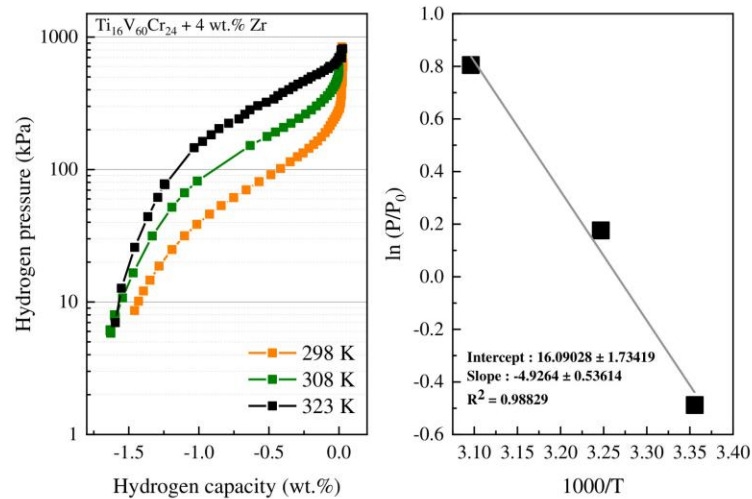 Ti₁₆V₆₀Cr₂₄ + 4 wt.% Zr
Hydrogen pressure (kPa)
1000
100
10
1
298 K
308 K
323 K
-1.5
-1.0
-0.5
0.0
Hydrogen capacity (wt.%)
ln (P/P₀)
1.0
0.8
0.6
0.4
0.2
0.0
-0.2
-0.4
-0.6
Intercept : 16.09028 ± 1.73419
Slope : -4.9264 ± 0.53614
R² = 0.98829
3.10
3.15
3.20
3.25
3.30
3.35
3.40
1000/T